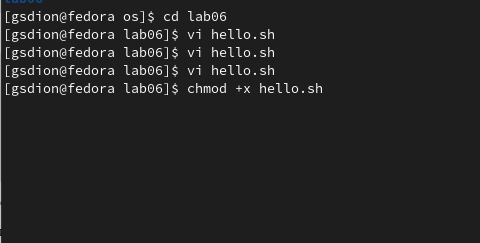 lab06
[gsdion@fedora os]$ cd lab06
[gsdion@fedora lab06]$ vi hello.sh
[gsdion@fedora lab06]$ vi hello.sh
[gsdion@fedora lab06]$ vi hello.sh
[gsdion@fedora lab06]$ chmod +x hello.sh